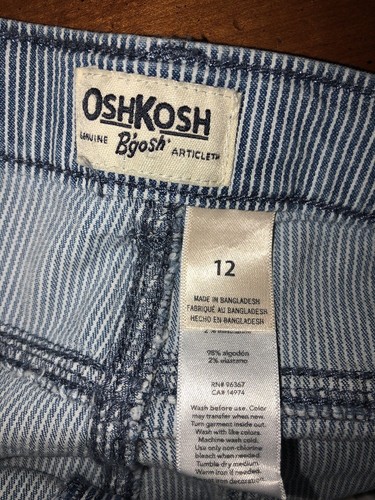 OSHKOSH
GENUINE B'gosh ARTICLE™
12
MADE IN BANGLADESH
FABRIQUÉ AU BANGLADESH
HECHO EN BANGLADESH
98% algodón
2% elastano
RN# 96367
CA# 14974
Wash before use. Color
may transfer when new.
Turn garment inside out.
Wash with like colors.
Machine wash cold.
Use only non-chlorine
bleach when needed.
Tumble dry medium.
Warm iron if needed.